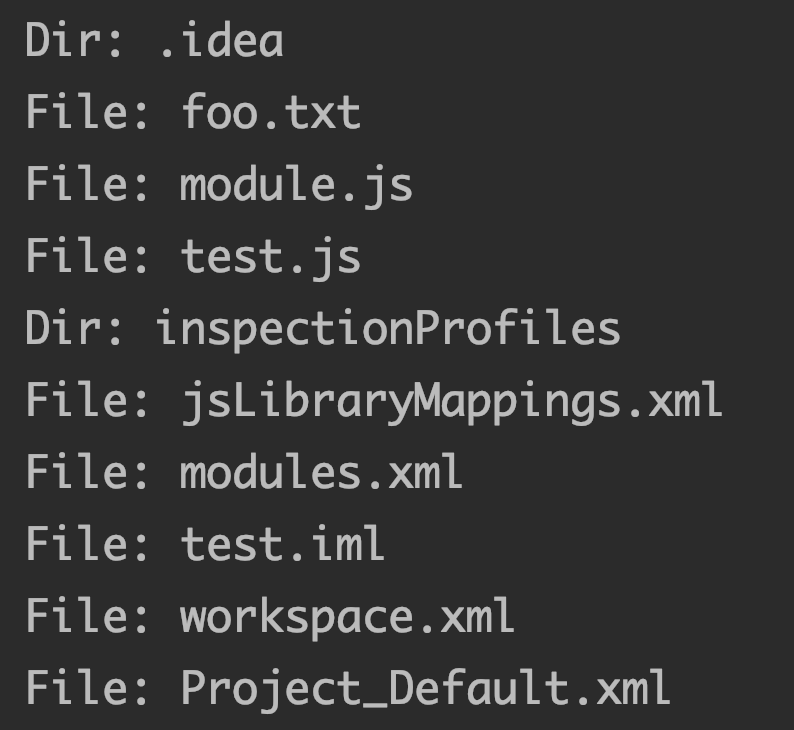 Dir: .idea
File: foo.txt
File: module.js
File: test.js
Dir: inspectionProfiles
File: jsLibraryMappings.xml
File: modules.xml
File: test.iml
File: workspace.xml
File: Project_Default.xml